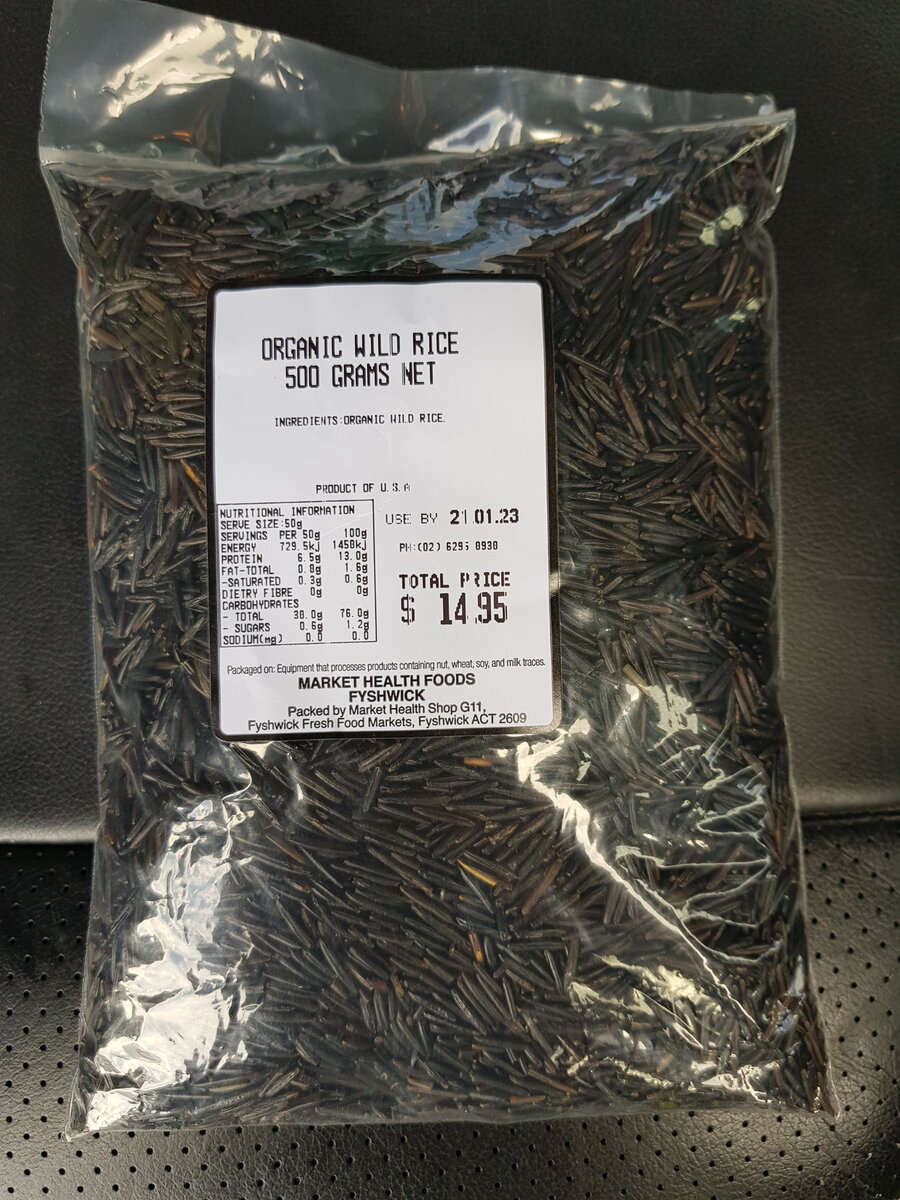 ORGANIC WILD RICE
500 GRAMS NET
INGREDIENTS:ORGANIC WILD RICE.
PRODUCT OF U.S.A
NUTRITIONAL INFORMATION
SERVE SIZE:50g
SERVINGS PER 50g 100g
ENERGY 729.5kj 1458kj
PROTEIN 6.5g 13.0g
FAT-TOTAL 0.8g 1.6g
-SATURATED 0.3g 0.6g
DIETRY FIBRE 0g 0g
CARBOHYDRATES
- TOTAL 38.0g 76.0g
- SUGARS 0.6g 1.2g
SODIUM(mg) 0.0 0.0
USE BY 21.01.23
PH:(02) 6295 8938
TOTAL PRICE
$ 14.95
Packaged on: Equipment that processes products containing nut, wheat, soy, and milk traces.
MARKET HEALTH FOODS
FYSHWICK
Packed by Market Health Shop G11,
Fyshwick Fresh Food Markets, Fyshwick ACT 2609